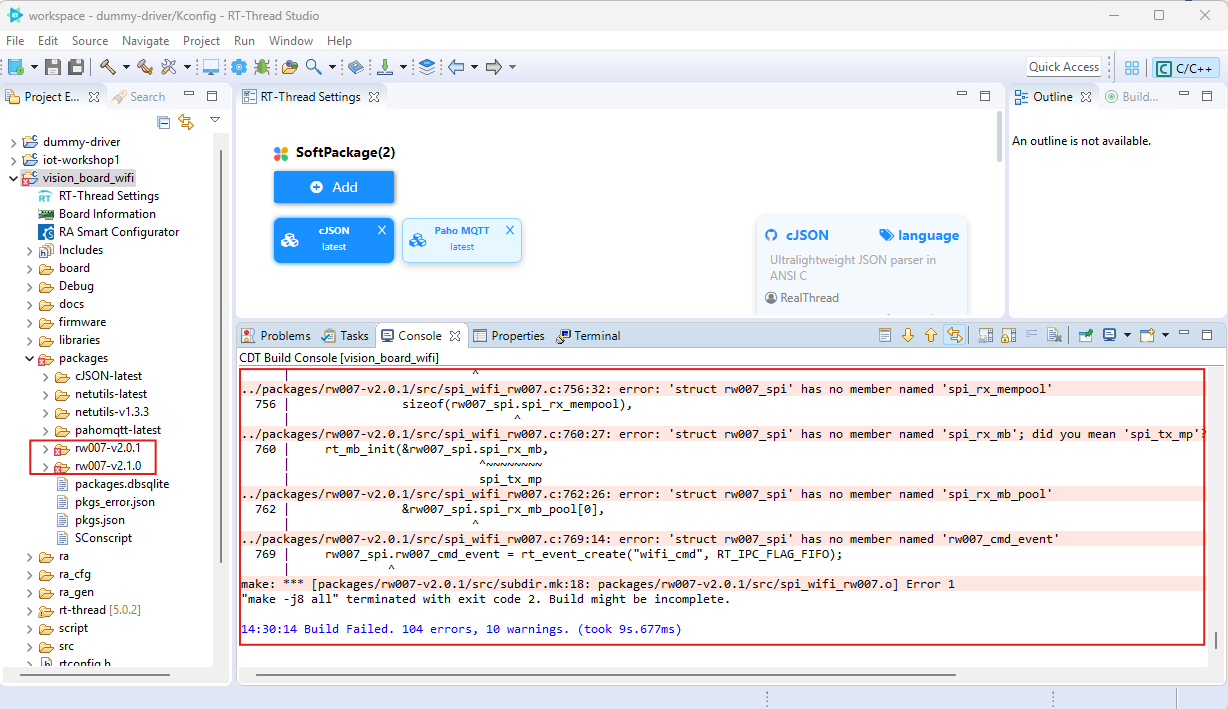 workspace - dummy-driver/Kconfig - RT-Thread Studio
File Edit Source Navigate Project Run Window Help
Quick Access
C/C++
Project E...
Search
dummy-driver
iot-workshop1
vision_board_wifi
RT-Thread Settings
Board Information
RA Smart Configurator
Includes
board
Debug
docs
firmware
libraries
packages
cJSON-latest
netutils-latest
netutils-v1.3.3
pahomqtt-latest
rw007-v2.0.1
rw007-v2.1.0
packages.dbsqlite
pkgs_error.json
pkgs.json
SConscript
ra
ra_cfg
ra_gen
rt-thread [5.0.2]
script
src
rtconfig.h
RT-Thread Settings
SoftPackage(2)
Add
cJSON
latest
Paho MQTT
latest
cJSON language
Ultralightweight JSON parser in
ANSI C
RealThread
Outline Build...
An outline is not available.
Problems Tasks Console Properties Terminal
CDT Build Console [vision_board_wifi]
| ^
../packages/rw007-v2.0.1/src/spi_wifi_rw007.c:756:32: error: 'struct rw007_spi' has no member named 'spi_rx_mempool'
756 | sizeof(rw007_spi.spi_rx_mempool),
| ^
../packages/rw007-v2.0.1/src/spi_wifi_rw007.c:760:27: error: 'struct rw007_spi' has no member named 'spi_rx_mb'; did you mean 'spi_tx_mp'?
760 | rt_mb_init(&rw007_spi.spi_rx_mb,
| ^~~~~~~~~
| spi_tx_mp
../packages/rw007-v2.0.1/src/spi_wifi_rw007.c:762:26: error: 'struct rw007_spi' has no member named 'spi_rx_mb_pool'
762 | &rw007_spi.spi_rx_mb_pool[0],
| ^
../packages/rw007-v2.0.1/src/spi_wifi_rw007.c:769:14: error: 'struct rw007_spi' has no member named 'rw007_cmd_event'
769 | rw007_spi.rw007_cmd_event = rt_event_create("wifi_cmd", RT_IPC_FLAG_FIFO);
| ^
make: *** [packages/rw007-v2.0.1/src/subdir.mk:18: packages/rw007-v2.0.1/src/spi_wifi_rw007.o] Error 1
"make -j8 all" terminated with exit code 2. Build might be incomplete.
14:30:14 Build Failed. 104 errors, 10 warnings. (took 9s.677ms)